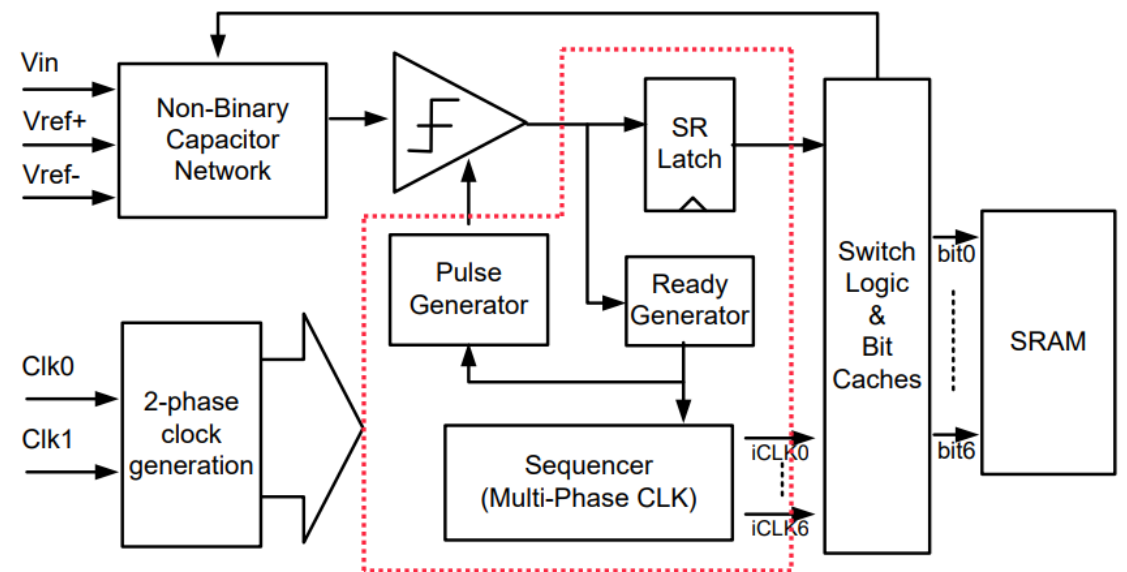 Vin
Vref+
Vref-
Non-Binary
Capacitor
Network
SR
Latch
Pulse
Generator
Ready
Generator
Switch
Logic
&
Bit
Caches
bit0
bit6
SRAM
Clk0
Clk1
2-phase
clock
generation
Sequencer
(Multi-Phase CLK)
iCLK0
iCLK6